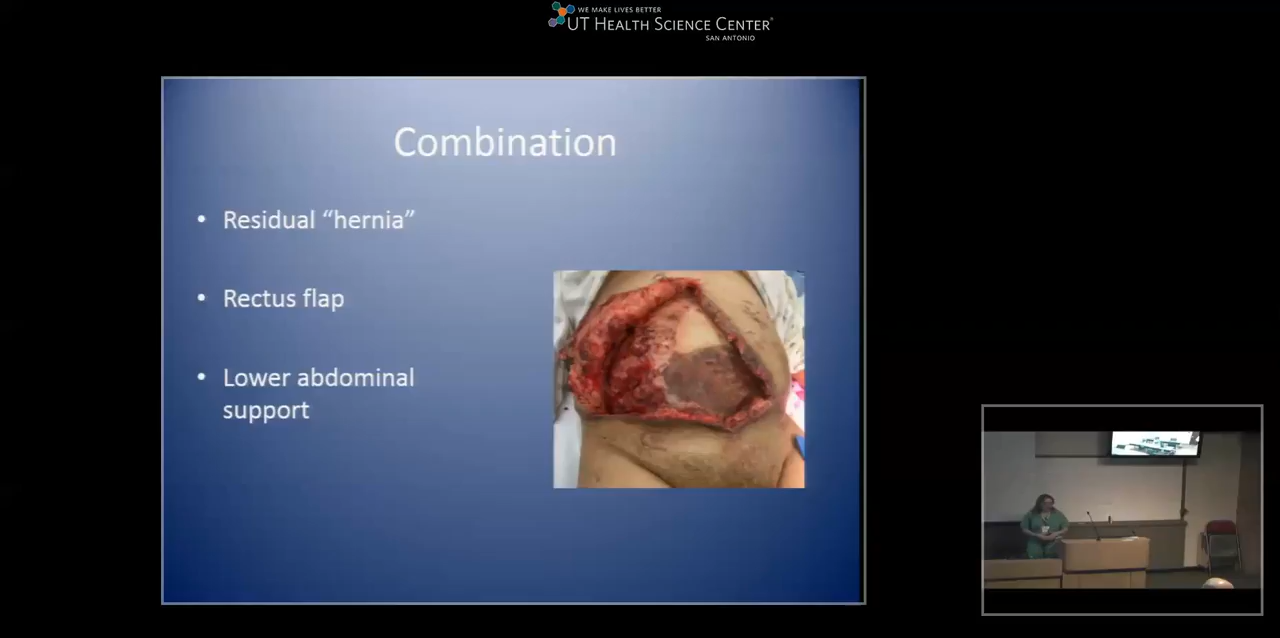 WE MAKE LIVES BETTER
UT HEALTH SCIENCE CENTER®
SAN ANTONIO
Combination
• Residual “hernia”
• Rectus flap
• Lower abdominal
support